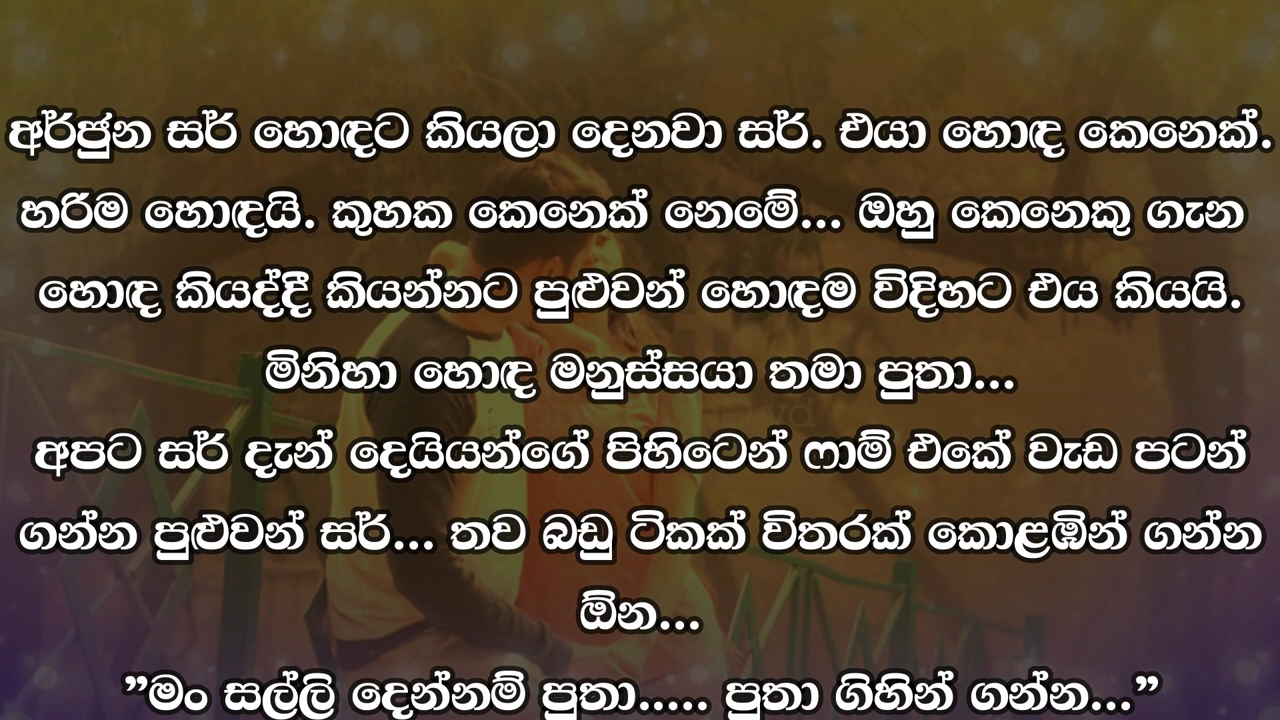 අර්ජුන සර් හොඳට කියලා දෙනවා සර්. එයා හොඳ කෙනෙක්.
හරිම හොඳයි. කුහක කෙනෙක් නෙමේ... ඔහු කෙනෙකු ගැන
හොඳ කියද්දී කියන්නට පුළුවන් හොඳම විදිහට එය කියයි.
මිනිහා හොඳ මනුස්සයා තමා පුතා...
අපට සර් දැන් දෙයියන්ගේ පිහිටෙන් ෆාම් එකේ වැඩ පටන්
ගන්න පුළුවන් සර්... තව බඩු ටිකක් විතරක් කොළඹින් ගන්න
ඕන...
”මං සල්ලි දෙන්නම් පුතා..... පුතා ගිහින් ගන්න...”